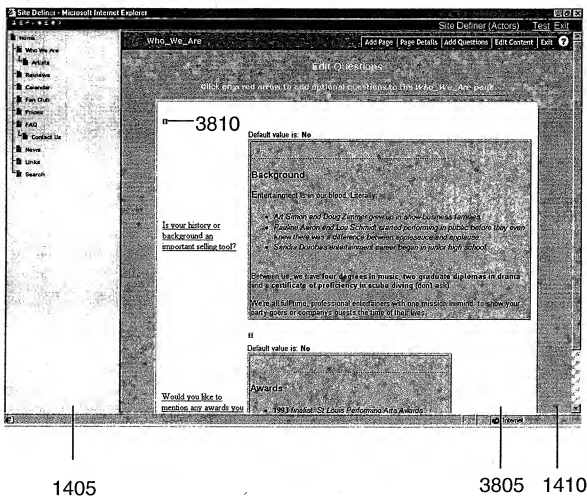 Site Definer - Microsoft Internet Explorer
Site Definer (Actors) Test Exit
Home
Who We Are
Artists
Reviews
Calendar
Fan Club
Prices
FAQ
Contact Us
News
Links
Search
Who_We_Are
Add Page Page Details Add Questions Edit Content Exit ?
Edit Questions
Click on a red arrow to add optional questions to the Who_We_Are page.
3810
Default value is: No
Background
Entertainment is in our blood. Literally.
Art Simon and Doug Zimmer grew up in show-business families.
Pauline Aaron and Lou Schmidt started performing in public before they even
knew there was a difference between applesauce and applause.
Sandra Dorotba's entertainment career began in junior high school.
Is your history or
background an
important selling tool?
Between us, we have four degrees in music, two graduate diplomas in drama
and a certificate of proficiency in scuba diving (don't ask).
We're all full-time, professional entertainers with one mission in mind: to show your
party-goers or company's guests the time of their lives.
Default value is: No
Awards
1993 finalist, St Louis Performing Arts Awards
Would you like to
mention any awards you
Internet
1405
3805
1410